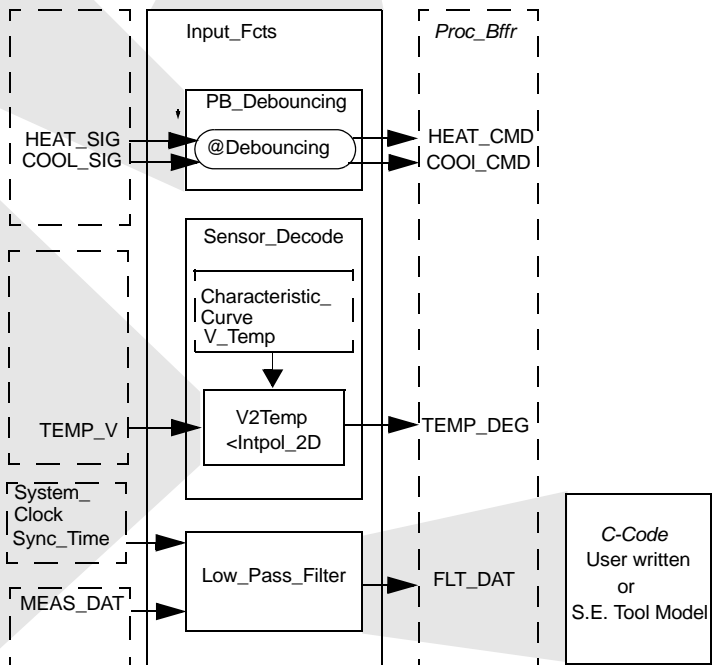 Input_Fcts
Proc_Bffr
PB_Debouncing
HEAT_SIG
COOL_SIG
@Debouncing
HEAT_CMD
COOl_CMD
Sensor_Decode
Characteristic_
Curve
V_Temp
TEMP_V
V2Temp
<Intpol_2D
TEMP_DEG
System_
Clock
Sync_Time
MEAS_DAT
Low_Pass_Filter
FLT_DAT
C-Code
User written
or
S.E. Tool Model